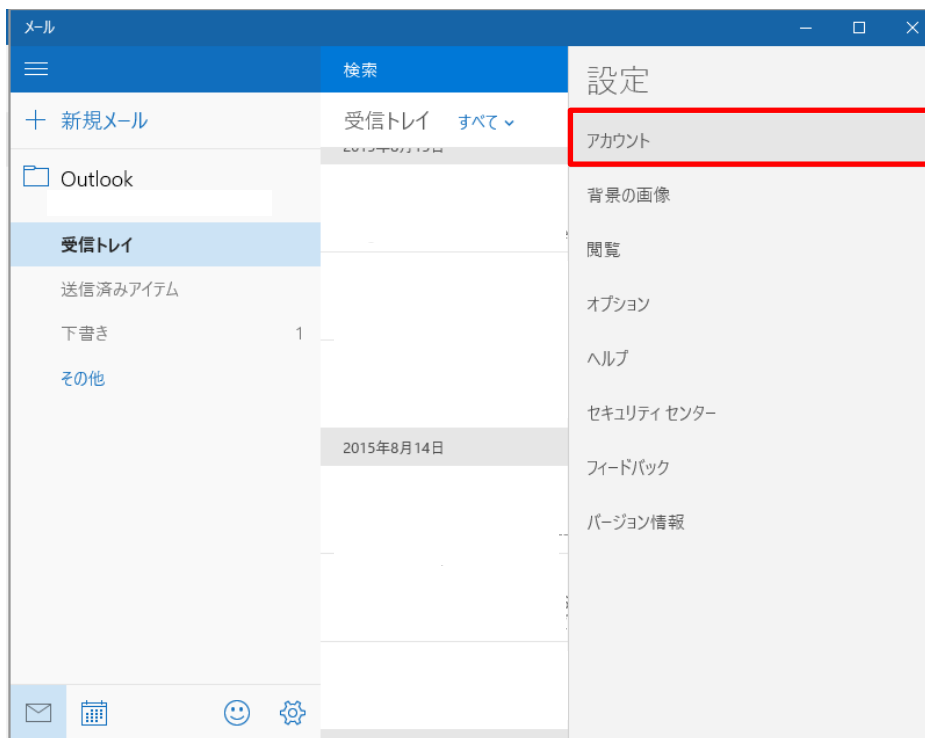 メール
検索
設定
新規メール
受信トレイ すべて
アカウント
Outlook
背景の画像
受信トレイ
閲覧
送信済みアイテム
オプション
下書き 1
ヘルプ
その他
セキュリティ センター
2015年8月14日
フィードバック
バージョン情報